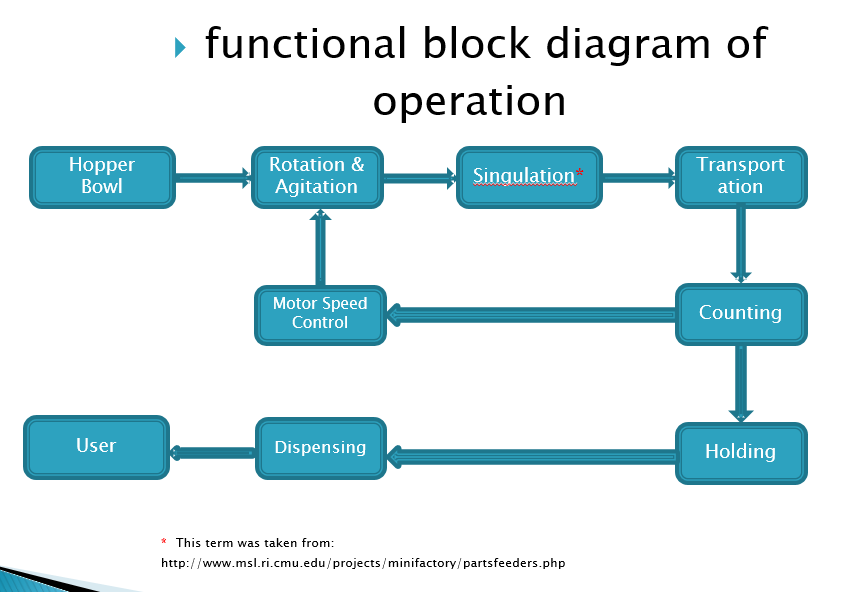 functional block diagram of
operation
Hopper
Bowl
Rotation &
Agitation
Singulation*
Transport
ation
Motor Speed
Control
Counting
User
Dispensing
Holding
* This term was taken from:
http://www.msl.ri.cmu.edu/projects/minifactory/partsfeeders.php